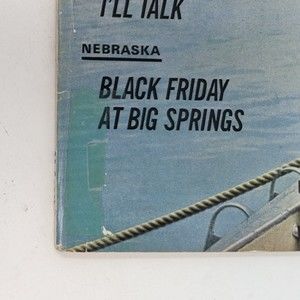 I'LL TALK
NEBRASKA
BLACK FRIDAY
AT BIG SPRINGS